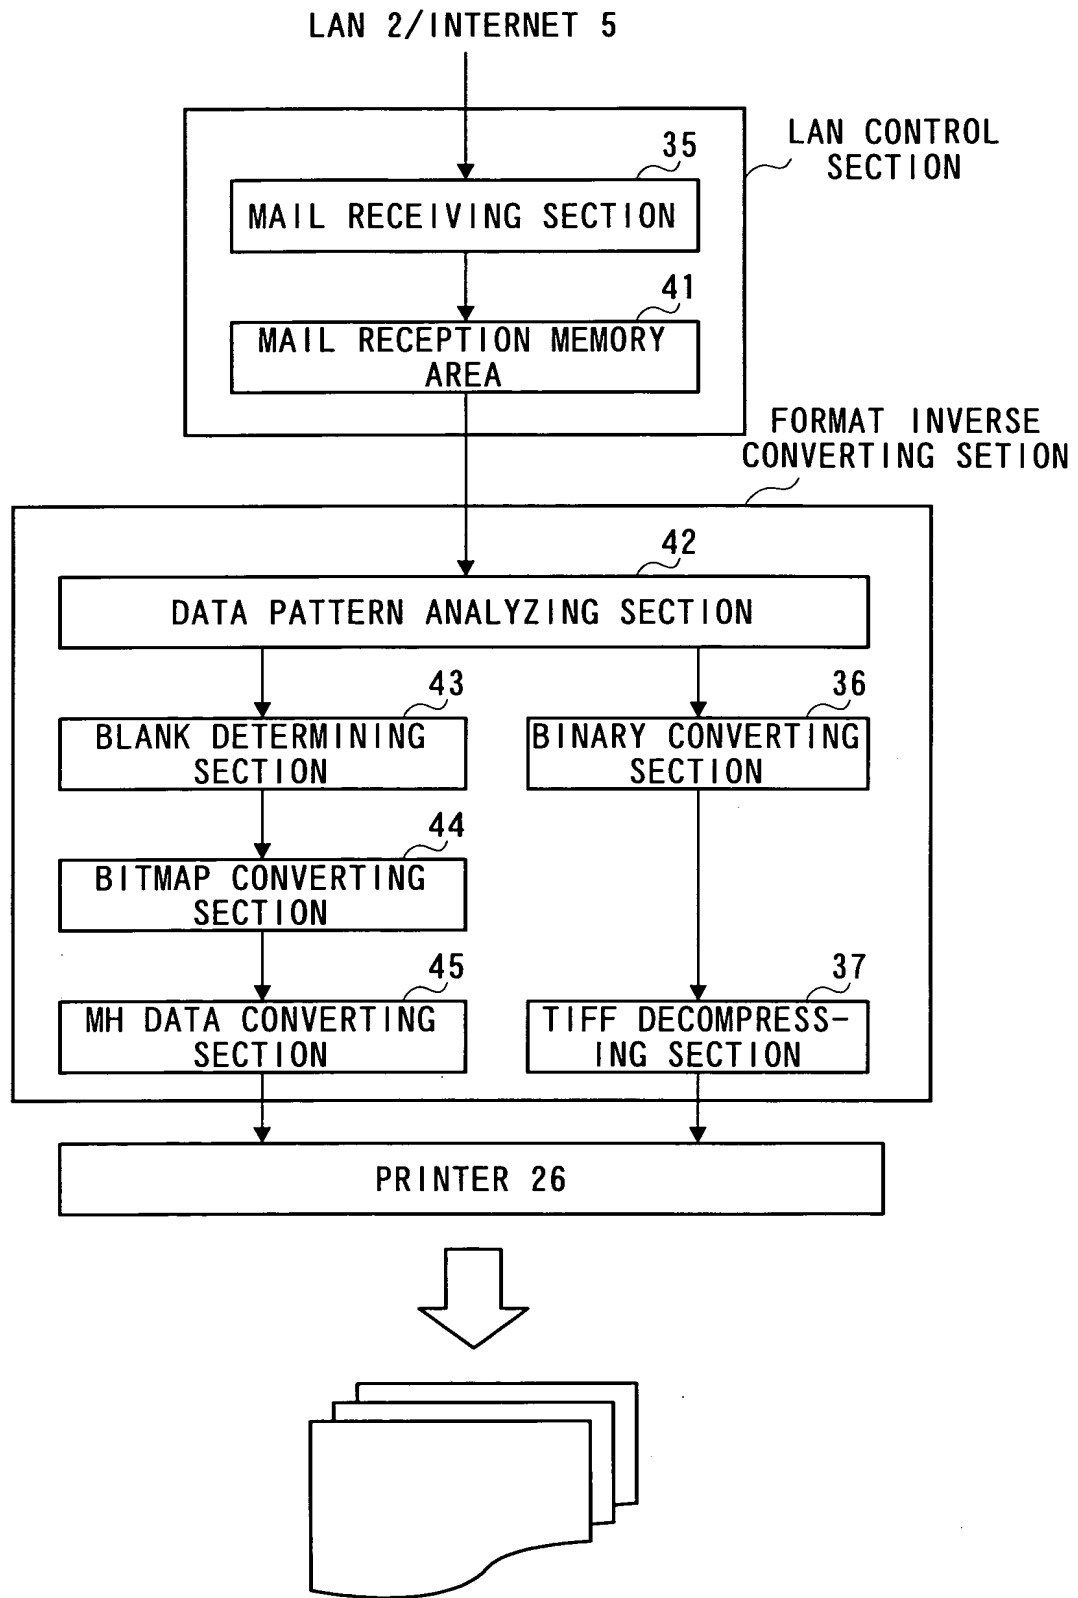 LAN 2/INTERNET 5
LAN CONTROL
SECTION
35
MAIL RECEIVING SECTION
41
MAIL RECEPTION MEMORY
AREA
FORMAT INVERSE
CONVERTING SETION
42
DATA PATTERN ANALYZING SECTION
43
BLANK DETERMINING
SECTION
36
BINARY CONVERTING
SECTION
44
BITMAP CONVERTING
SECTION
45
MH DATA CONVERTING
SECTION
37
TIFF DECOMPRESS-
ING SECTION
PRINTER 26